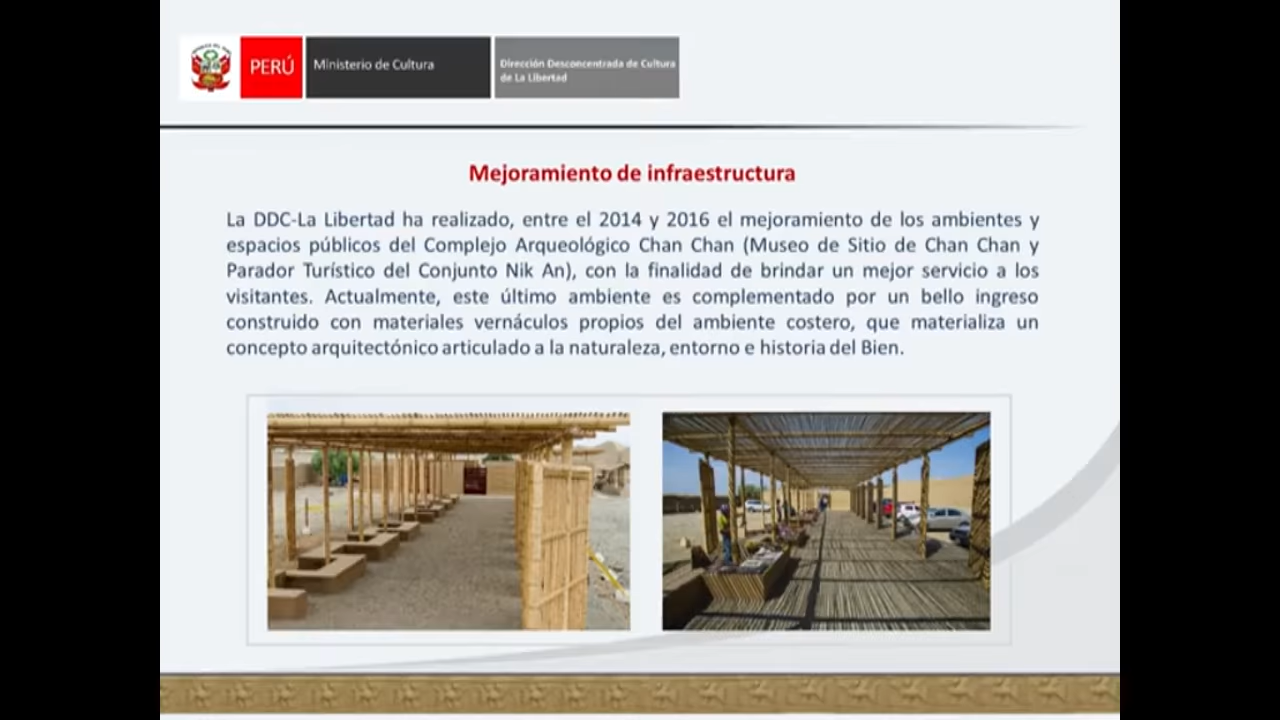 PERÚ
Ministerio de Cultura
Dirección Desconcentrada de Cultura
de La Libertad
Mejoramiento de infraestructura
La DDC-La Libertad ha realizado, entre el 2014 y 2016 el mejoramiento de los ambientes y
espacios públicos del Complejo Arqueológico Chan Chan (Museo de Sitio de Chan Chan y
Parador Turístico del Conjunto Nik An), con la finalidad de brindar un mejor servicio a los
visitantes. Actualmente, este último ambiente es complementado por un bello ingreso
construido con materiales vernáculos propios del ambiente costero, que materializa un
concepto arquitectónico articulado a la naturaleza, entorno e historia del Bien.